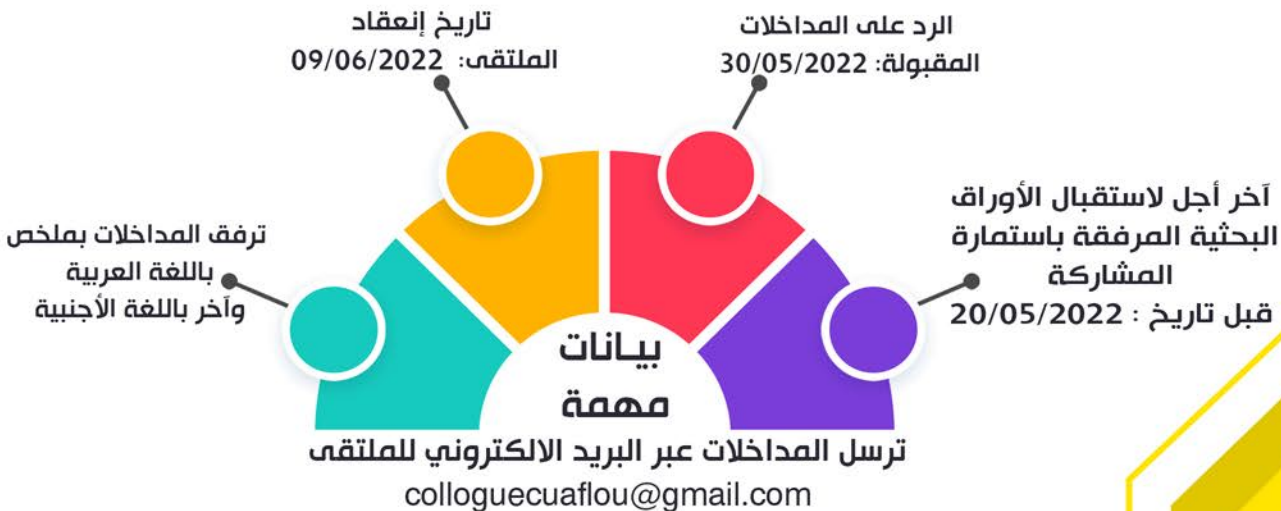 آخر أجل لاستقبال الأوراق
البحثية المرفقة باستمارة
المشاركة
قبل تاريخ : 20/05/2022
الرد على المداخلات
المقبولة: 30/05/2022
تاريخ إنعقاد
الملتقى: 09/06/2022
ترفق المداخلات بملخص
باللغة العربية
وآخر باللغة الأجنبية
بيانات
مهمة
ترسل المداخلات عبر البريد الالكتروني للملتقى
colloguecuaflou@gmail.com